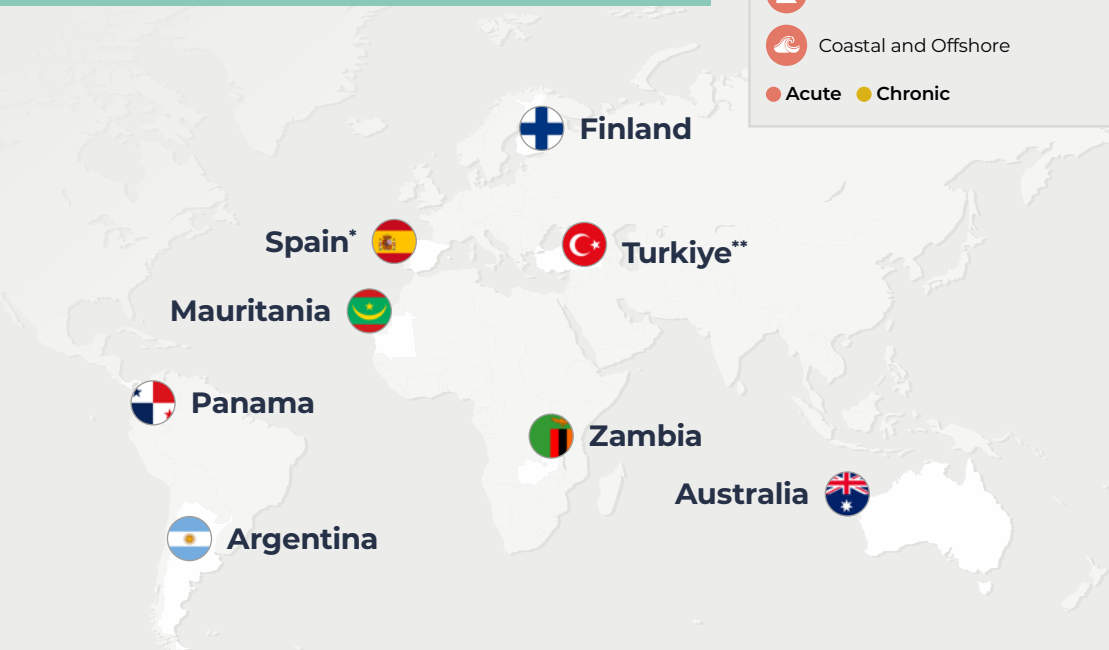 Coastal and Offshore
Acute Chronic
Finland
Spain*
Turkiye**
Mauritania
Panama
Zambia
Australia
Argentina